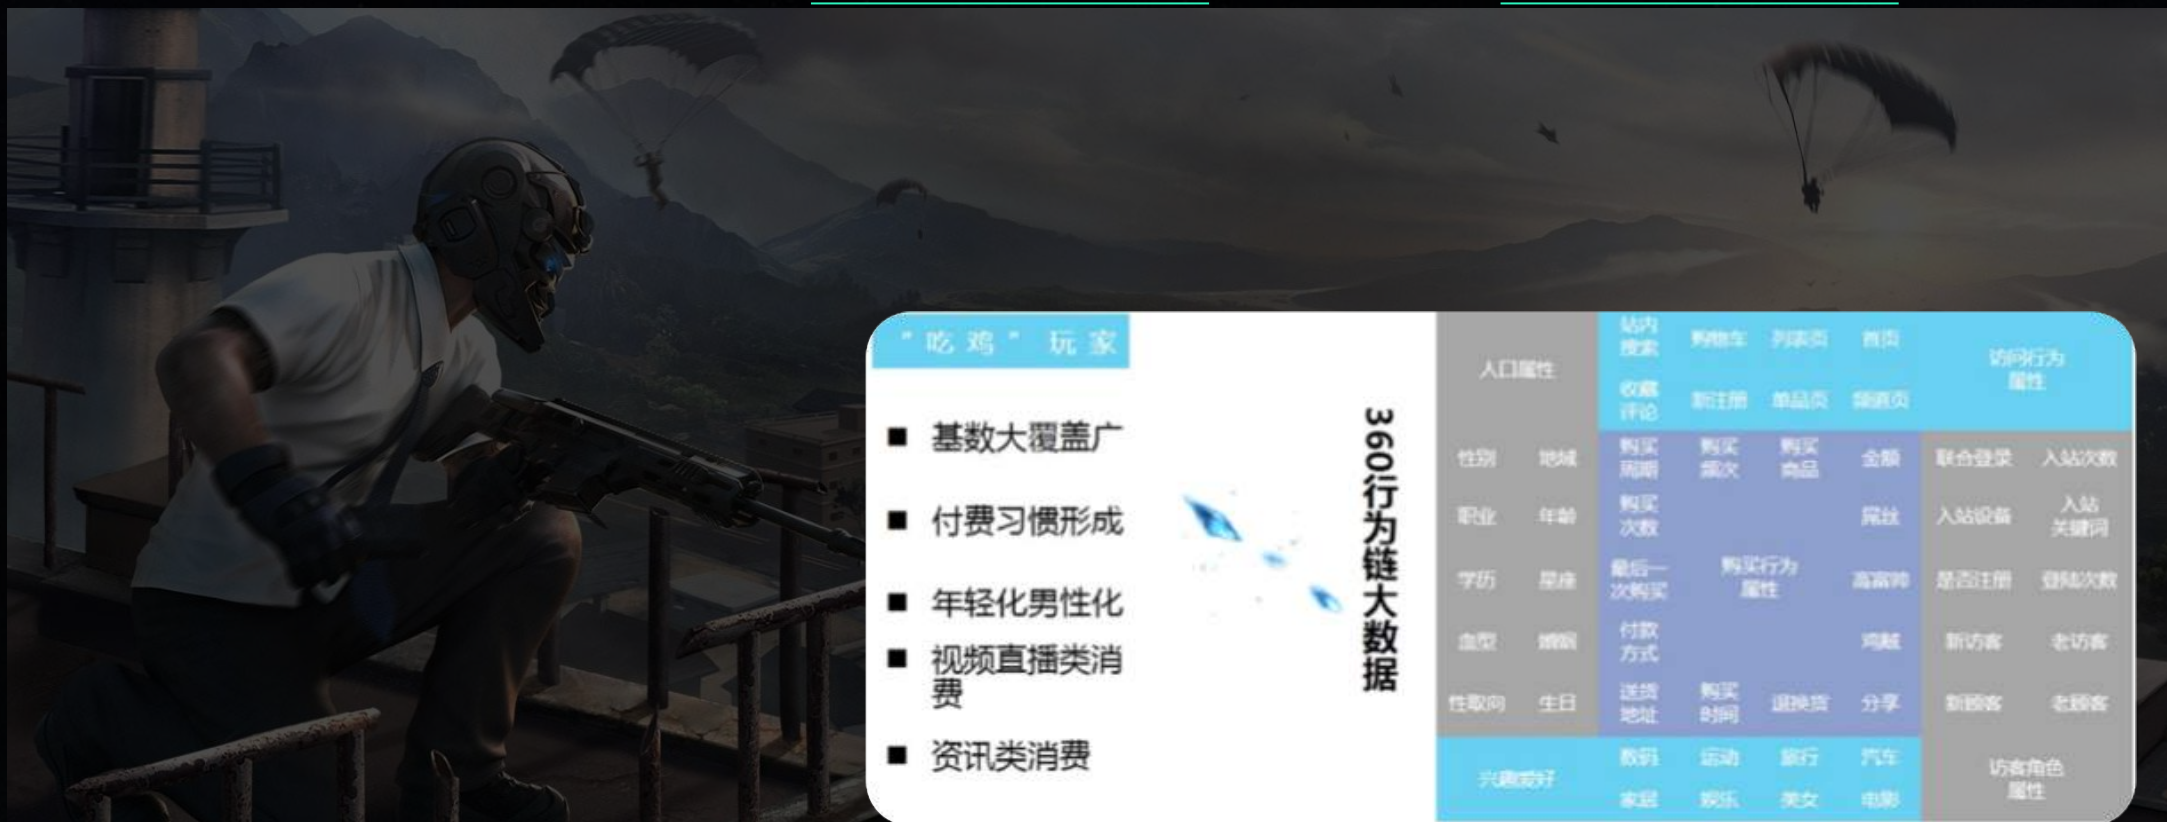 “吃鸡”玩家
■ 基数大覆盖广
■ 付费习惯形成
■ 年轻化男性化
■ 视频直播类消
费
■ 资讯类消费
360行为链大数据
人口属性
性别 地域
职业 年龄
学历 星座
血型 婚姻
性取向 生日
站内
搜索
购物车 列表页 首页
收藏
评论
新注册 单品页 频道页
访问行为
属性
购买
周期
购买
频次
购买
商品
金额
购买
次数
屌丝
最后一
次购买
购买行为
属性
高富帅
付款
方式
鸡贼
送货
地址
购买
时间
退换货 分享
联合登录 入站次数
入站设备
入站
关键词
是否注册 登陆次数
新访客 老访客
新顾客 老顾客
访客角色
属性
兴趣爱好
数码 运动 旅行 汽车
家居 娱乐 美女 电影